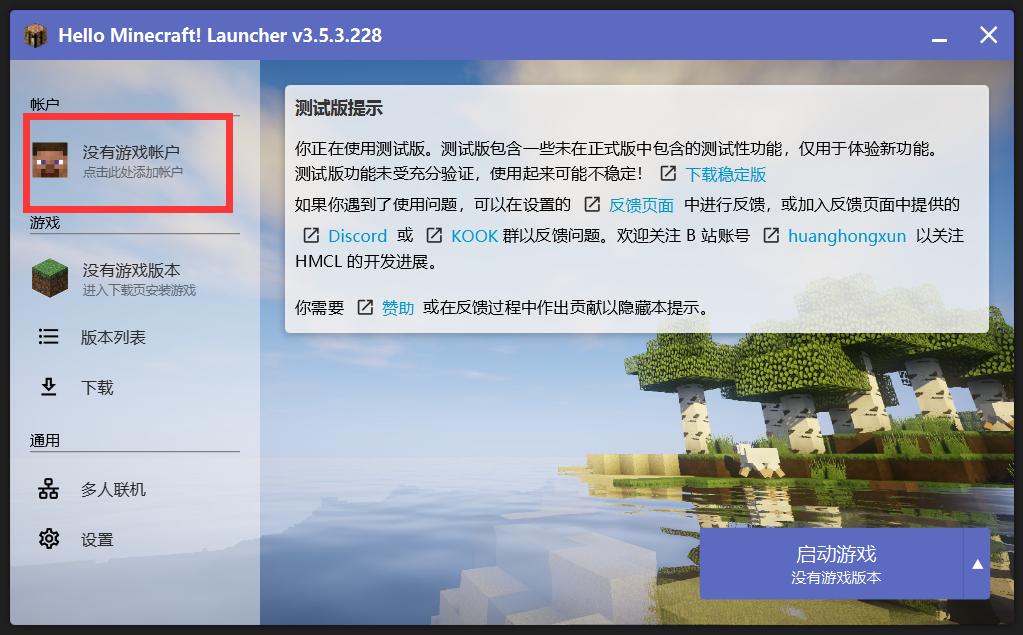 Hello Minecraft! Launcher v3.5.3.228
帐户
没有游戏帐户
点击此处添加帐户
游戏
没有游戏版本
进入下载页安装游戏
版本列表
下载
通用
多人联机
设置
测试版提示
你正在使用测试版。测试版包含一些未在正式版中包含的测试性功能，仅用于体验新功能。
测试版功能未受充分验证，使用起来可能不稳定！ 下载稳定版
如果你遇到了使用问题，可以在设置的 反馈页面 中进行反馈，或加入反馈页面中提供的
Discord 或 KOOK 群以反馈问题。欢迎关注 B 站账号 huanghongxun 以关注
HMCL 的开发进展。
你需要 赞助 或在反馈过程中作出贡献以隐藏本提示。
启动游戏
没有游戏版本